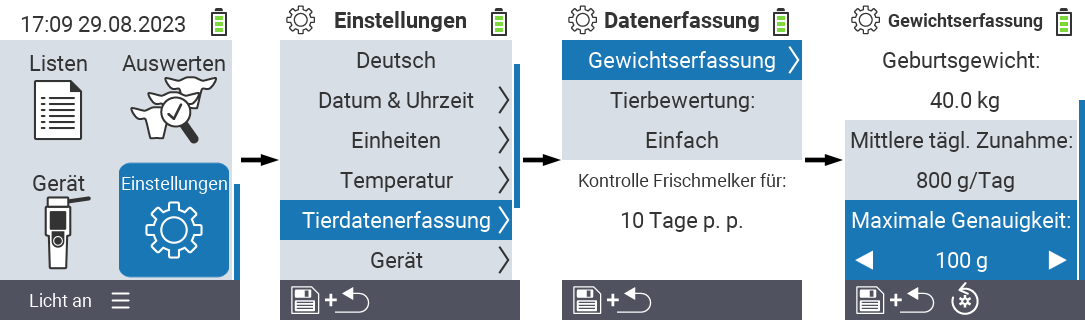 17:09 29.08.2023
Listen
Auswerten
Gerät
Einstellungen
Licht an
Einstellungen
Deutsch
Datum & Uhrzeit
Einheiten
Temperatur
Tierdatenerfassung
Gerät
+
Datenerfassung
Gewichtserfassung
Tierbewertung:
Einfach
Kontrolle Frischmelker für:
10 Tage p. p.
+
Gewichtserfassung
Geburtsgewicht:
40.0 kg
Mittlere tägl. Zunahme:
800 g/Tag
Maximale Genauigkeit:
100 g
+